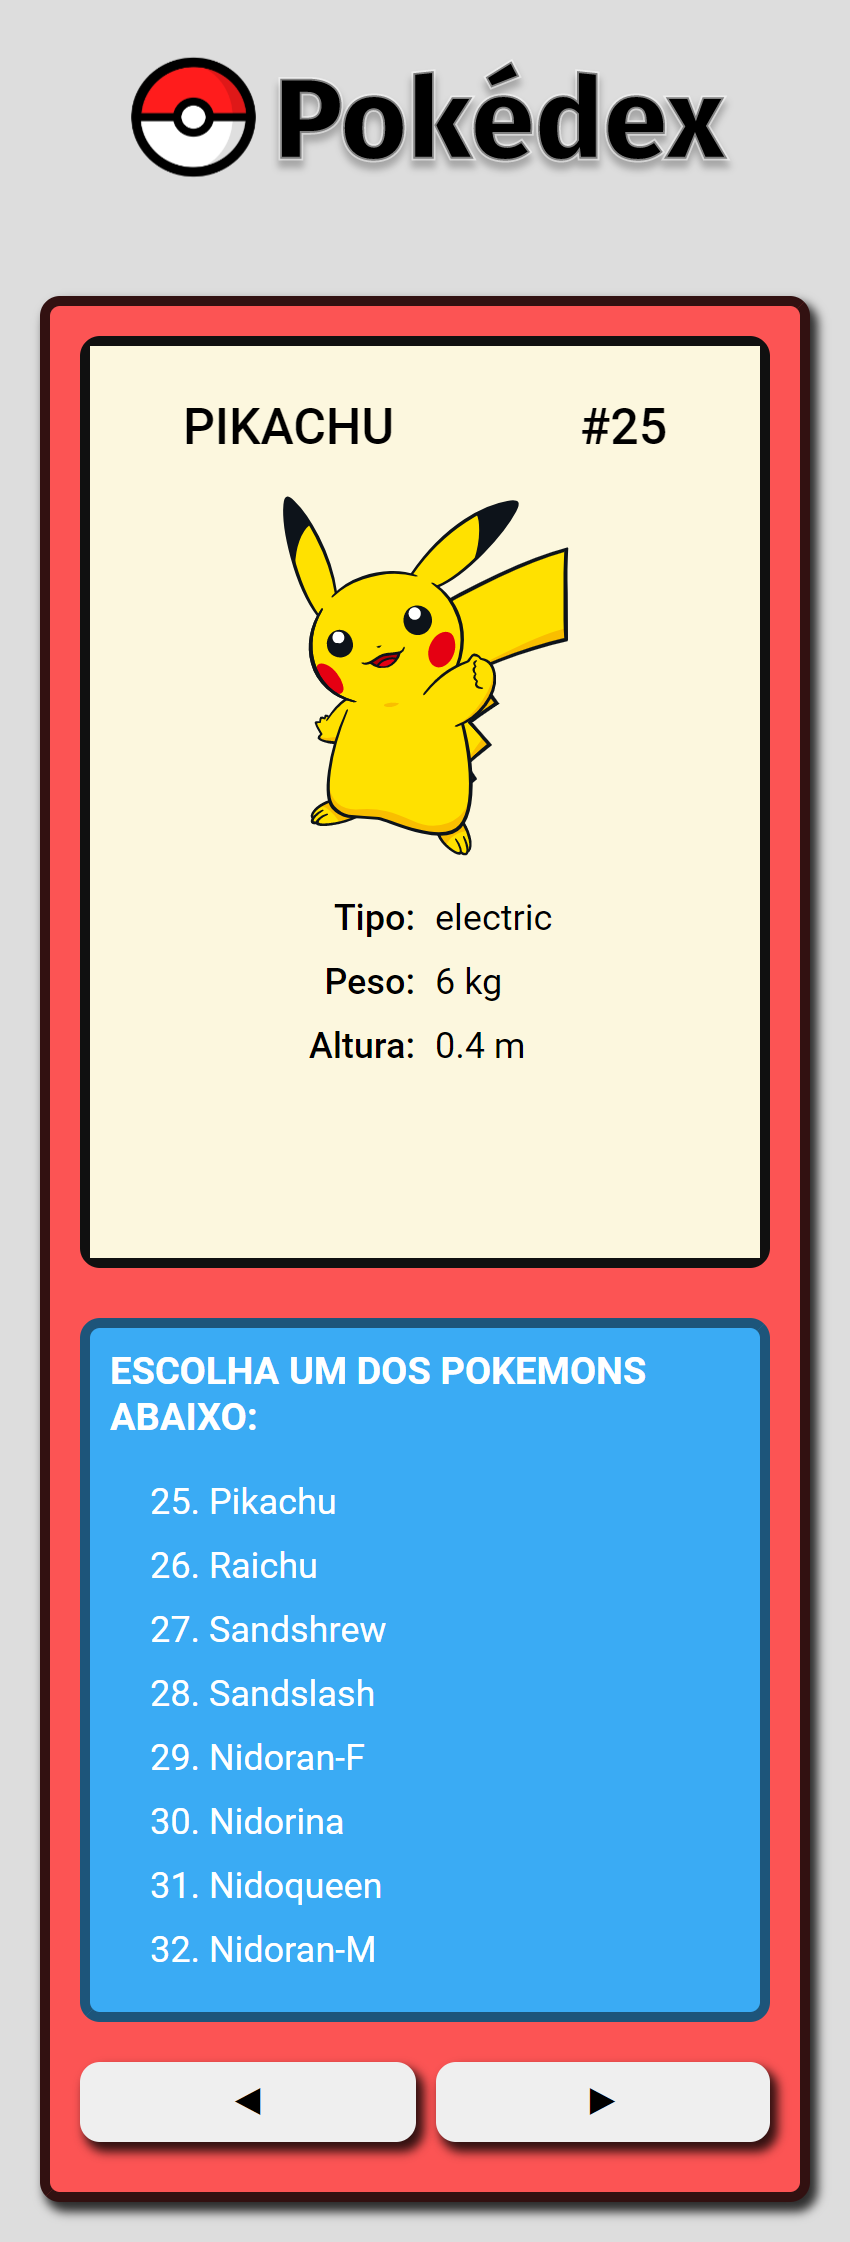 Pokédex
PIKACHU #25
Tipo: electric
Peso: 6 kg
Altura: 0.4 m
ESCOLHA UM DOS POKEMONS
ABAIXO:
25. Pikachu
26. Raichu
27. Sandshrew
28. Sandslash
29. Nidoran-F
30. Nidorina
31. Nidoqueen
32. Nidoran-M